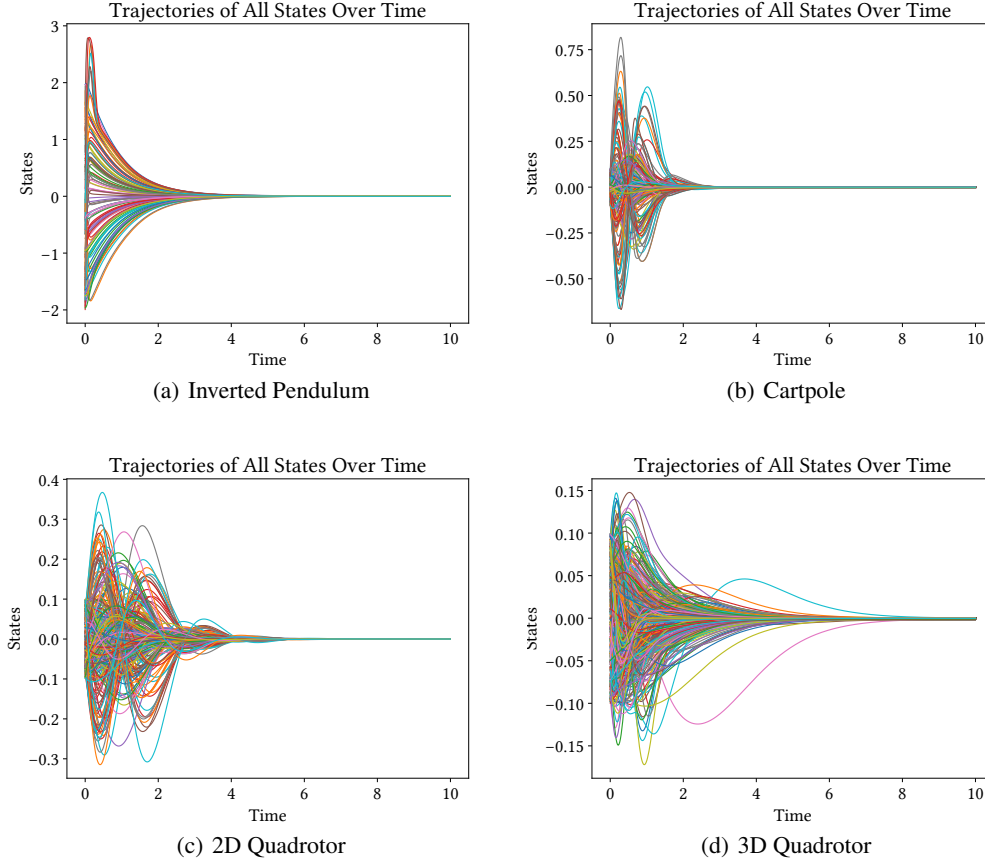 Trajectories of All States Over Time
3
2
1
0
−1
−2
States
0 2 4 6 8 10
Time
(a) Inverted Pendulum
Trajectories of All States Over Time
0.75
0.50
0.25
0.00
−0.25
−0.50
States
0 2 4 6 8 10
Time
(b) Cartpole
Trajectories of All States Over Time
0.4
0.3
0.2
0.1
0.0
−0.1
−0.2
−0.3
States
0 2 4 6 8 10
Time
(c) 2D Quadrotor
Trajectories of All States Over Time
0.15
0.10
0.05
0.00
−0.05
−0.10
−0.15
States
0 2 4 6 8 10
Time
(d) 3D Quadrotor